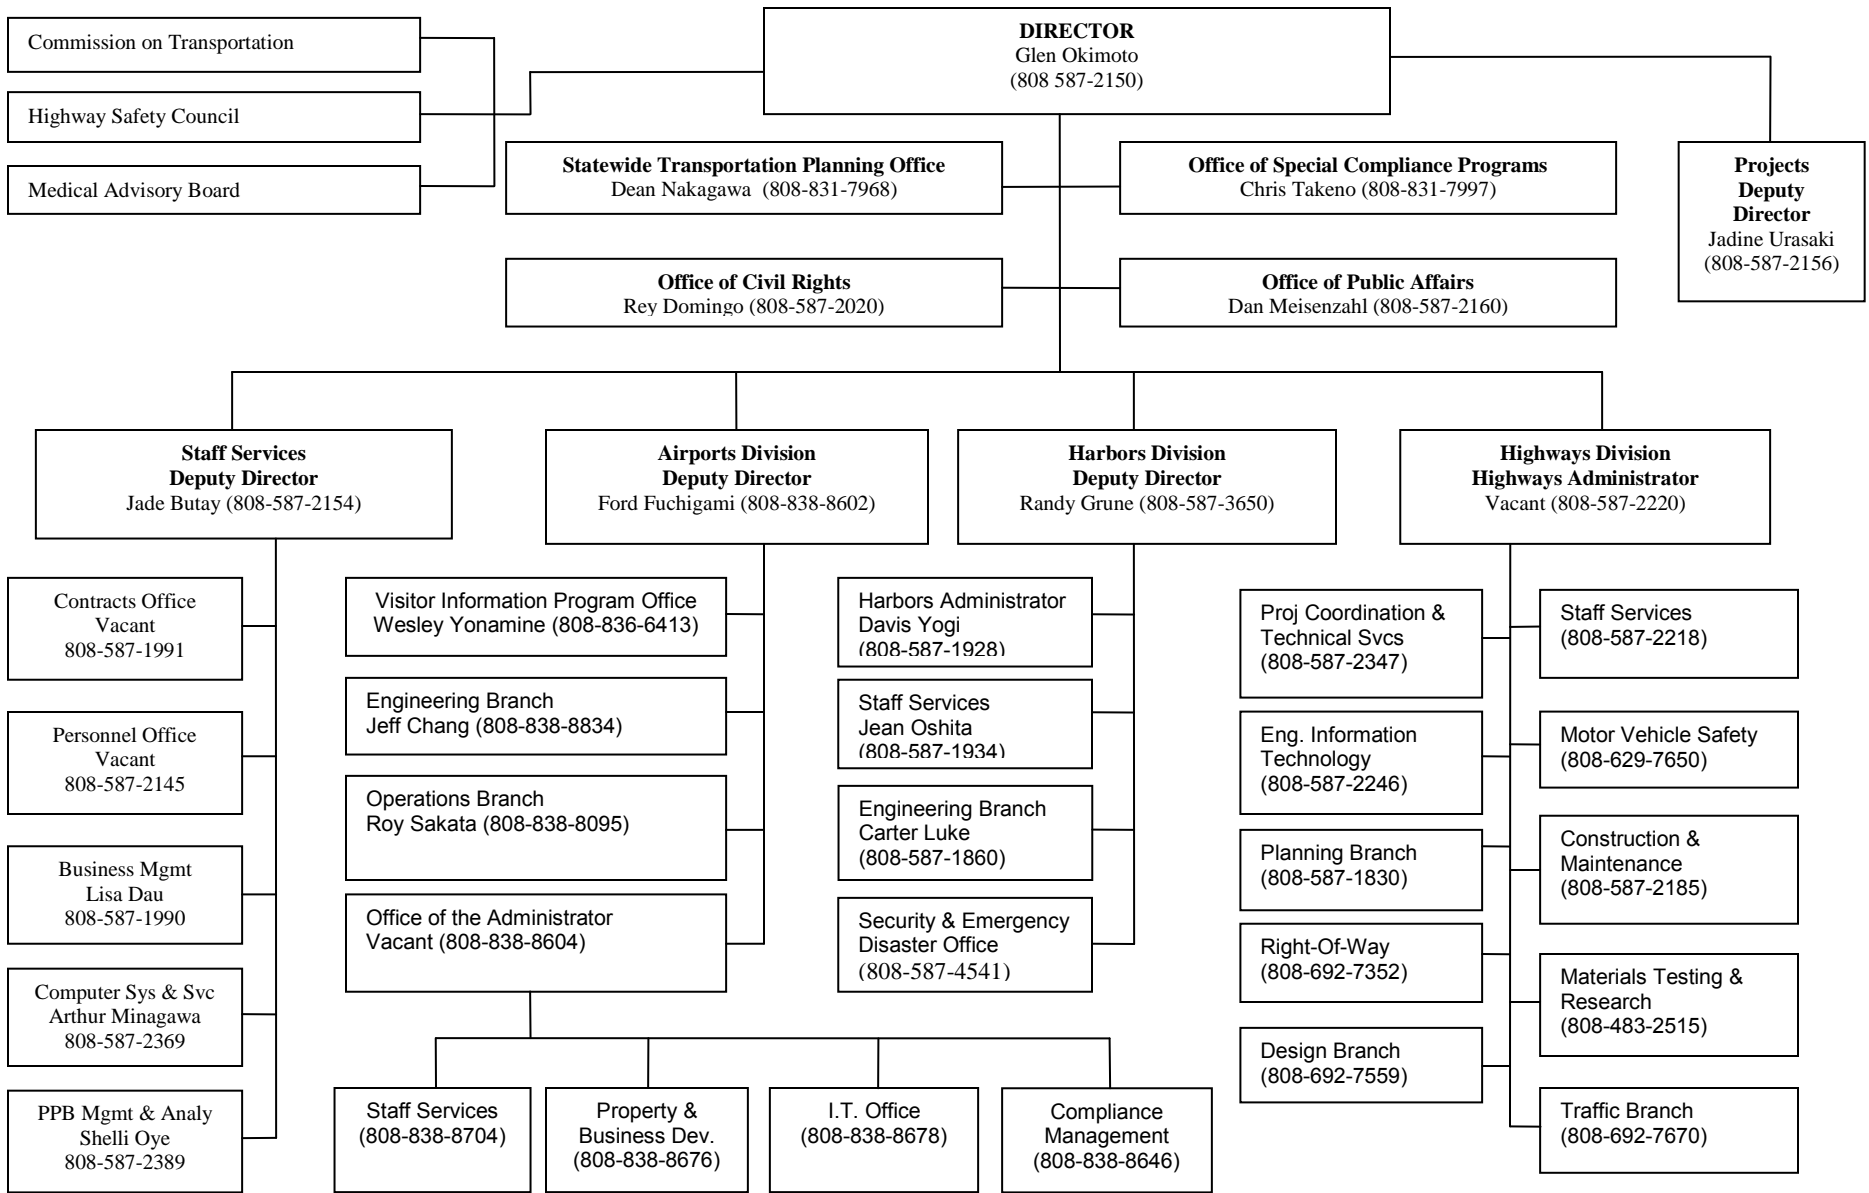 Commission on Transportation
Highway Safety Council
Medical Advisory Board
DIRECTOR
Glen Okimoto
(808 587-2150)
Statewide Transportation Planning Office
Dean Nakagawa (808-831-7968)
Office of Special Compliance Programs
Chris Takeno (808-831-7997)
Projects
Deputy
Director
Jadine Urasaki
(808-587-2156)
Office of Civil Rights
Rey Domingo (808-587-2020)
Office of Public Affairs
Dan Meisenzahl (808-587-2160)
Staff Services
Deputy Director
Jade Butay (808-587-2154)
Airports Division
Deputy Director
Ford Fuchigami (808-838-8602)
Harbors Division
Deputy Director
Randy Grune (808-587-3650)
Highways Division
Highways Administrator
Vacant (808-587-2220)
Contracts Office
Vacant
808-587-1991
Personnel Office
Vacant
808-587-2145
Business Mgmt
Lisa Dau
808-587-1990
Computer Sys & Svc
Arthur Minagawa
808-587-2369
PPB Mgmt & Analy
Shelli Oye
808-587-2389
Visitor Information Program Office
Wesley Yonamine (808-836-6413)
Engineering Branch
Jeff Chang (808-838-8834)
Operations Branch
Roy Sakata (808-838-8095)
Office of the Administrator
Vacant (808-838-8604)
Staff Services
(808-838-8704)
Property &
Business Dev.
(808-838-8676)
I.T. Office
(808-838-8678)
Compliance
Management
(808-838-8646)
Harbors Administrator
Davis Yogi
(808-587-1928)
Staff Services
Jean Oshita
(808-587-1934)
Engineering Branch
Carter Luke
(808-587-1860)
Security & Emergency
Disaster Office
(808-587-4541)
Proj Coordination &
Technical Svcs
(808-587-2347)
Eng. Information
Technology
(808-587-2246)
Planning Branch
(808-587-1830)
Right-Of-Way
(808-692-7352)
Design Branch
(808-692-7559)
Staff Services
(808-587-2218)
Motor Vehicle Safety
(808-629-7650)
Construction &
Maintenance
(808-587-2185)
Materials Testing &
Research
(808-483-2515)
Traffic Branch
(808-692-7670)